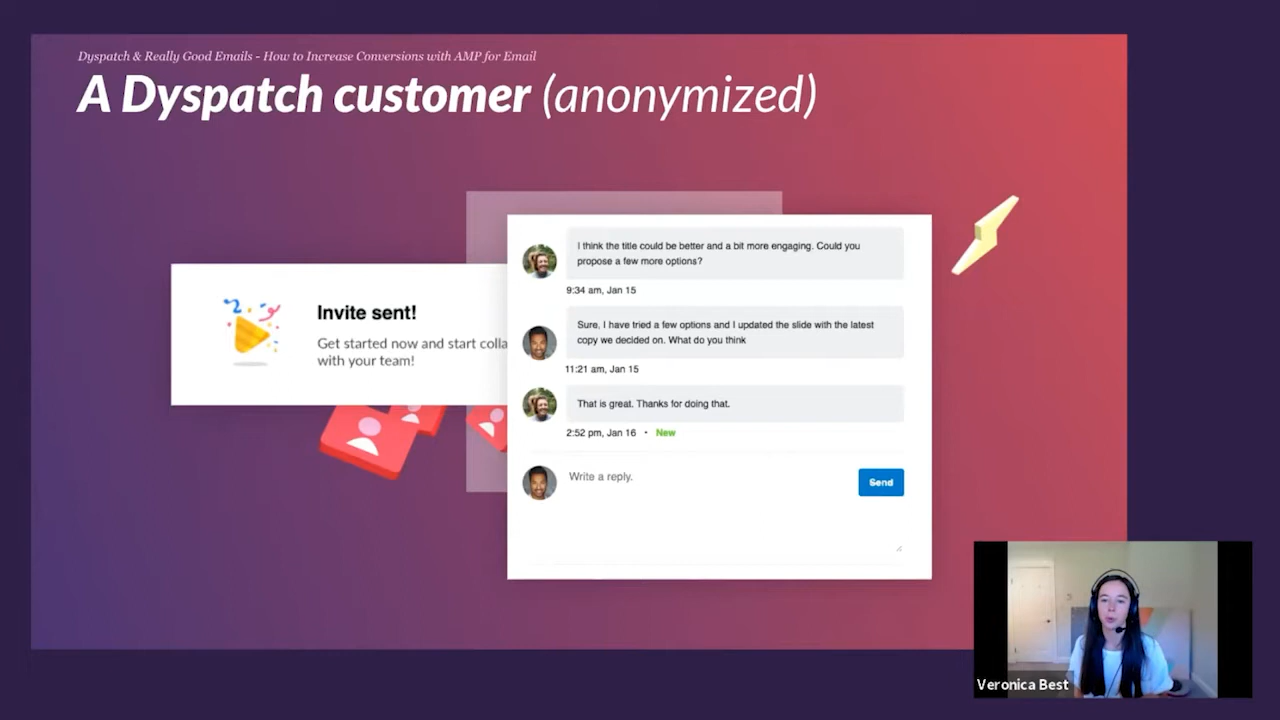 Dyspatch & Really Good Emails - How to Increase Conversions with AMP for Email
A Dyspatch customer (anonymized)
Invite sent!
Get started now and start colla
with your team!
I think the title could be better and a bit more engaging. Could you
propose a few more options?
9:34 am, Jan 15
Sure, I have tried a few options and I updated the slide with the latest
copy we decided on. What do you think
11:21 am, Jan 15
That is great. Thanks for doing that.
2:52 pm, Jan 16 • New
Write a reply.
Send
Veronica Best